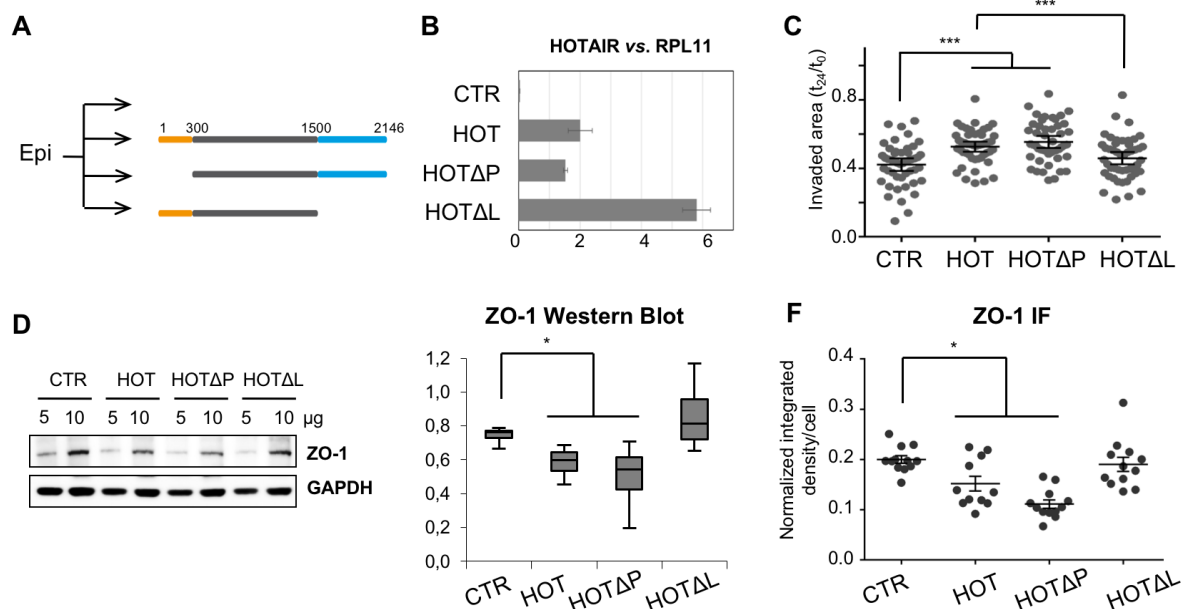 A
Epi
1 300 1500 2146
B
HOTAIR vs. RPL11
CTR
HOT
HOTΔP
HOTΔL
0 2 4 6
C
***
***
Invaded area (t24/t0)
0.8
0.4
0.0
CTR HOT HOTΔP HOTΔL
D
CTR HOT HOTΔP HOTΔL
5 10 5 10 5 10 5 10 µg
ZO-1
GAPDH
ZO-1 Western Blot
*
1,2
1,0
0,8
0,6
0,4
0,2
0,0
CTR HOT HOTΔP HOTΔL
F
ZO-1 IF
*
Normalized integrated
density/cell
0.4
0.3
0.2
0.1
0.0
CTR HOT HOTΔP HOTΔL